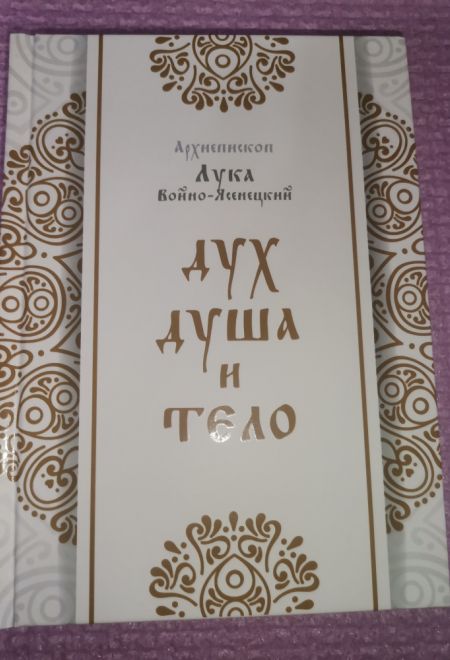 Архиепископ
Лука
Войно-Ясенецкий
ДУХ
ДУША
И
ТЕЛО